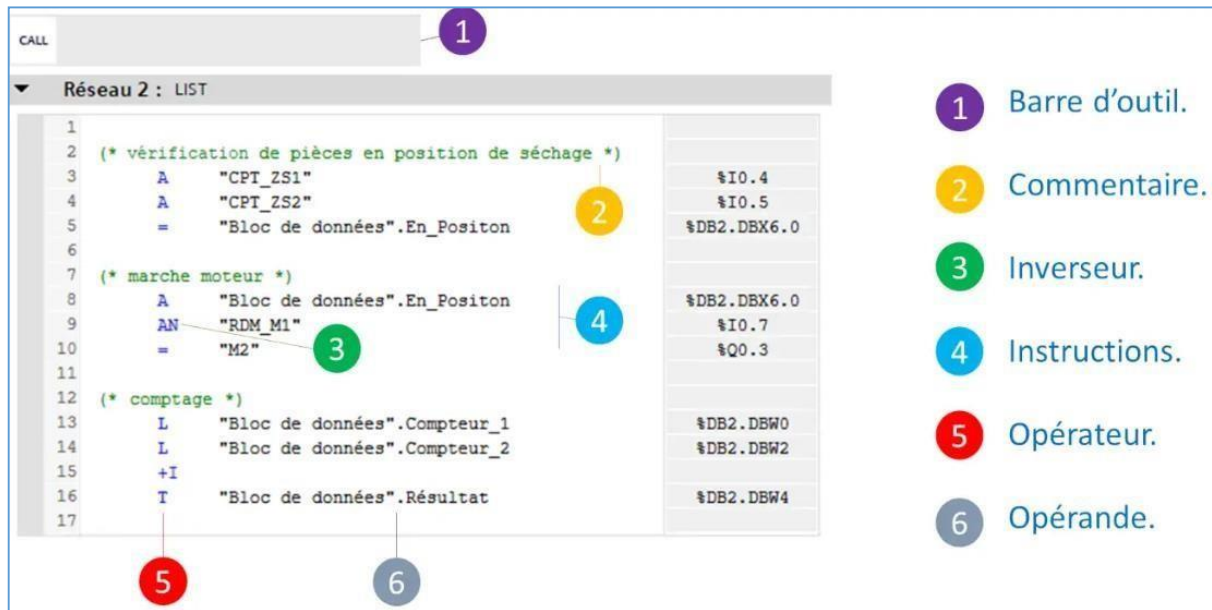 CALL
1
Réseau 2 : LIST
1
2 (* vérification de pièces en position de séchage *)
3 A "CPT_ZS1" %I0.4
4 A "CPT_ZS2" %I0.5
5 = "Bloc de données".En_Positon %DB2.DBX6.0
6
7 (* marche moteur *)
8 A "Bloc de données".En_Positon %DB2.DBX6.0
9 AN "RDM_M1" %I0.7
10 = "M2" %Q0.3
11
12 (* comptage *)
13 L "Bloc de données".Compteur_1 %DB2.DBW0
14 L "Bloc de données".Compteur_2 %DB2.DBW2
15 +I
16 T "Bloc de données".Résultat %DB2.DBW4
17
2
3
4
5
6
1 Barre d'outil.
2 Commentaire.
3 Inverseur.
4 Instructions.
5 Opérateur.
6 Opérande.